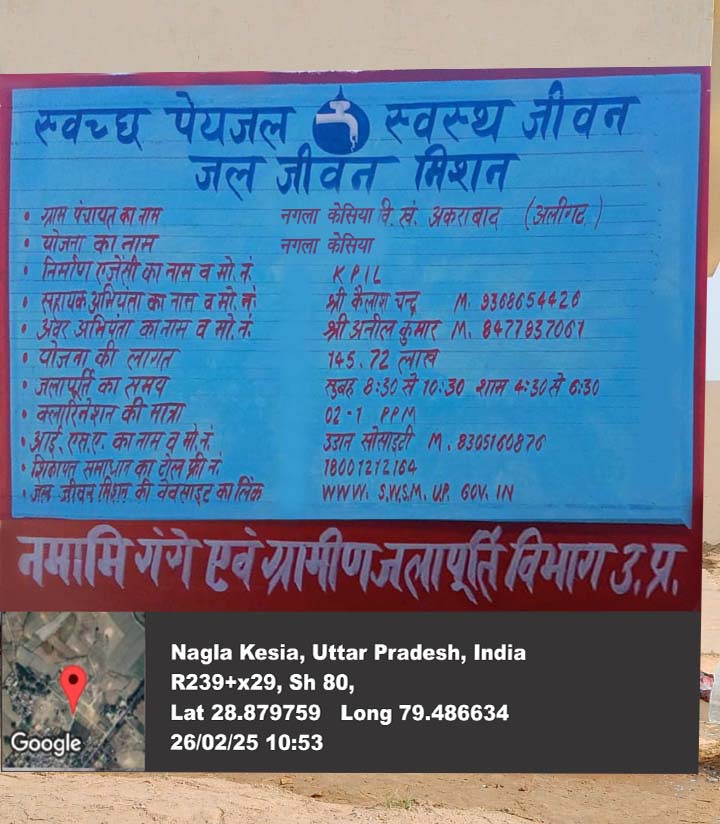 स्वच्छ पेयजल स्वस्थ जीवन
जल जीवन मिशन
• ग्राम पंचायत का नाम नगला केसिया वि. खं. अकराबाद (अलीगढ़)
• योजना का नाम नगला केसिया
• निर्माण एजेंसी का नाम व मो. नं. KPIL
• सहायक अभियंता का नाम व मो. नं. श्री कैलाश चन्द्र M. 9368654426
• अवर अभियंता का नाम व मो. नं. श्री अनील कुमार M. 8477937061
• योजना की लागत 145.72 लाख
• जलापूर्ति का समय सुबह 8:30 से 10:30 शाम 4:30 से 6:30
• क्लोरिनेशन की मात्रा 02-1 PPM
• आई. एस. ए. का नाम व मो. नं. उडान सोसाइटी M. 8305160876
• शिकायत समाधान का टोल फ्री नं. 18001212164
• जल जीवन मिशन की वेबसाइट का लिंक WWW. S.W.S.M. UP. GOV. IN
नमामि गंगे एवं ग्रामीण जलापूर्ति विभाग उ.प्र.
Nagla Kesia, Uttar Pradesh, India
R239+x29, Sh 80,
Lat 28.879759 Long 79.486634
26/02/25 10:53
Google